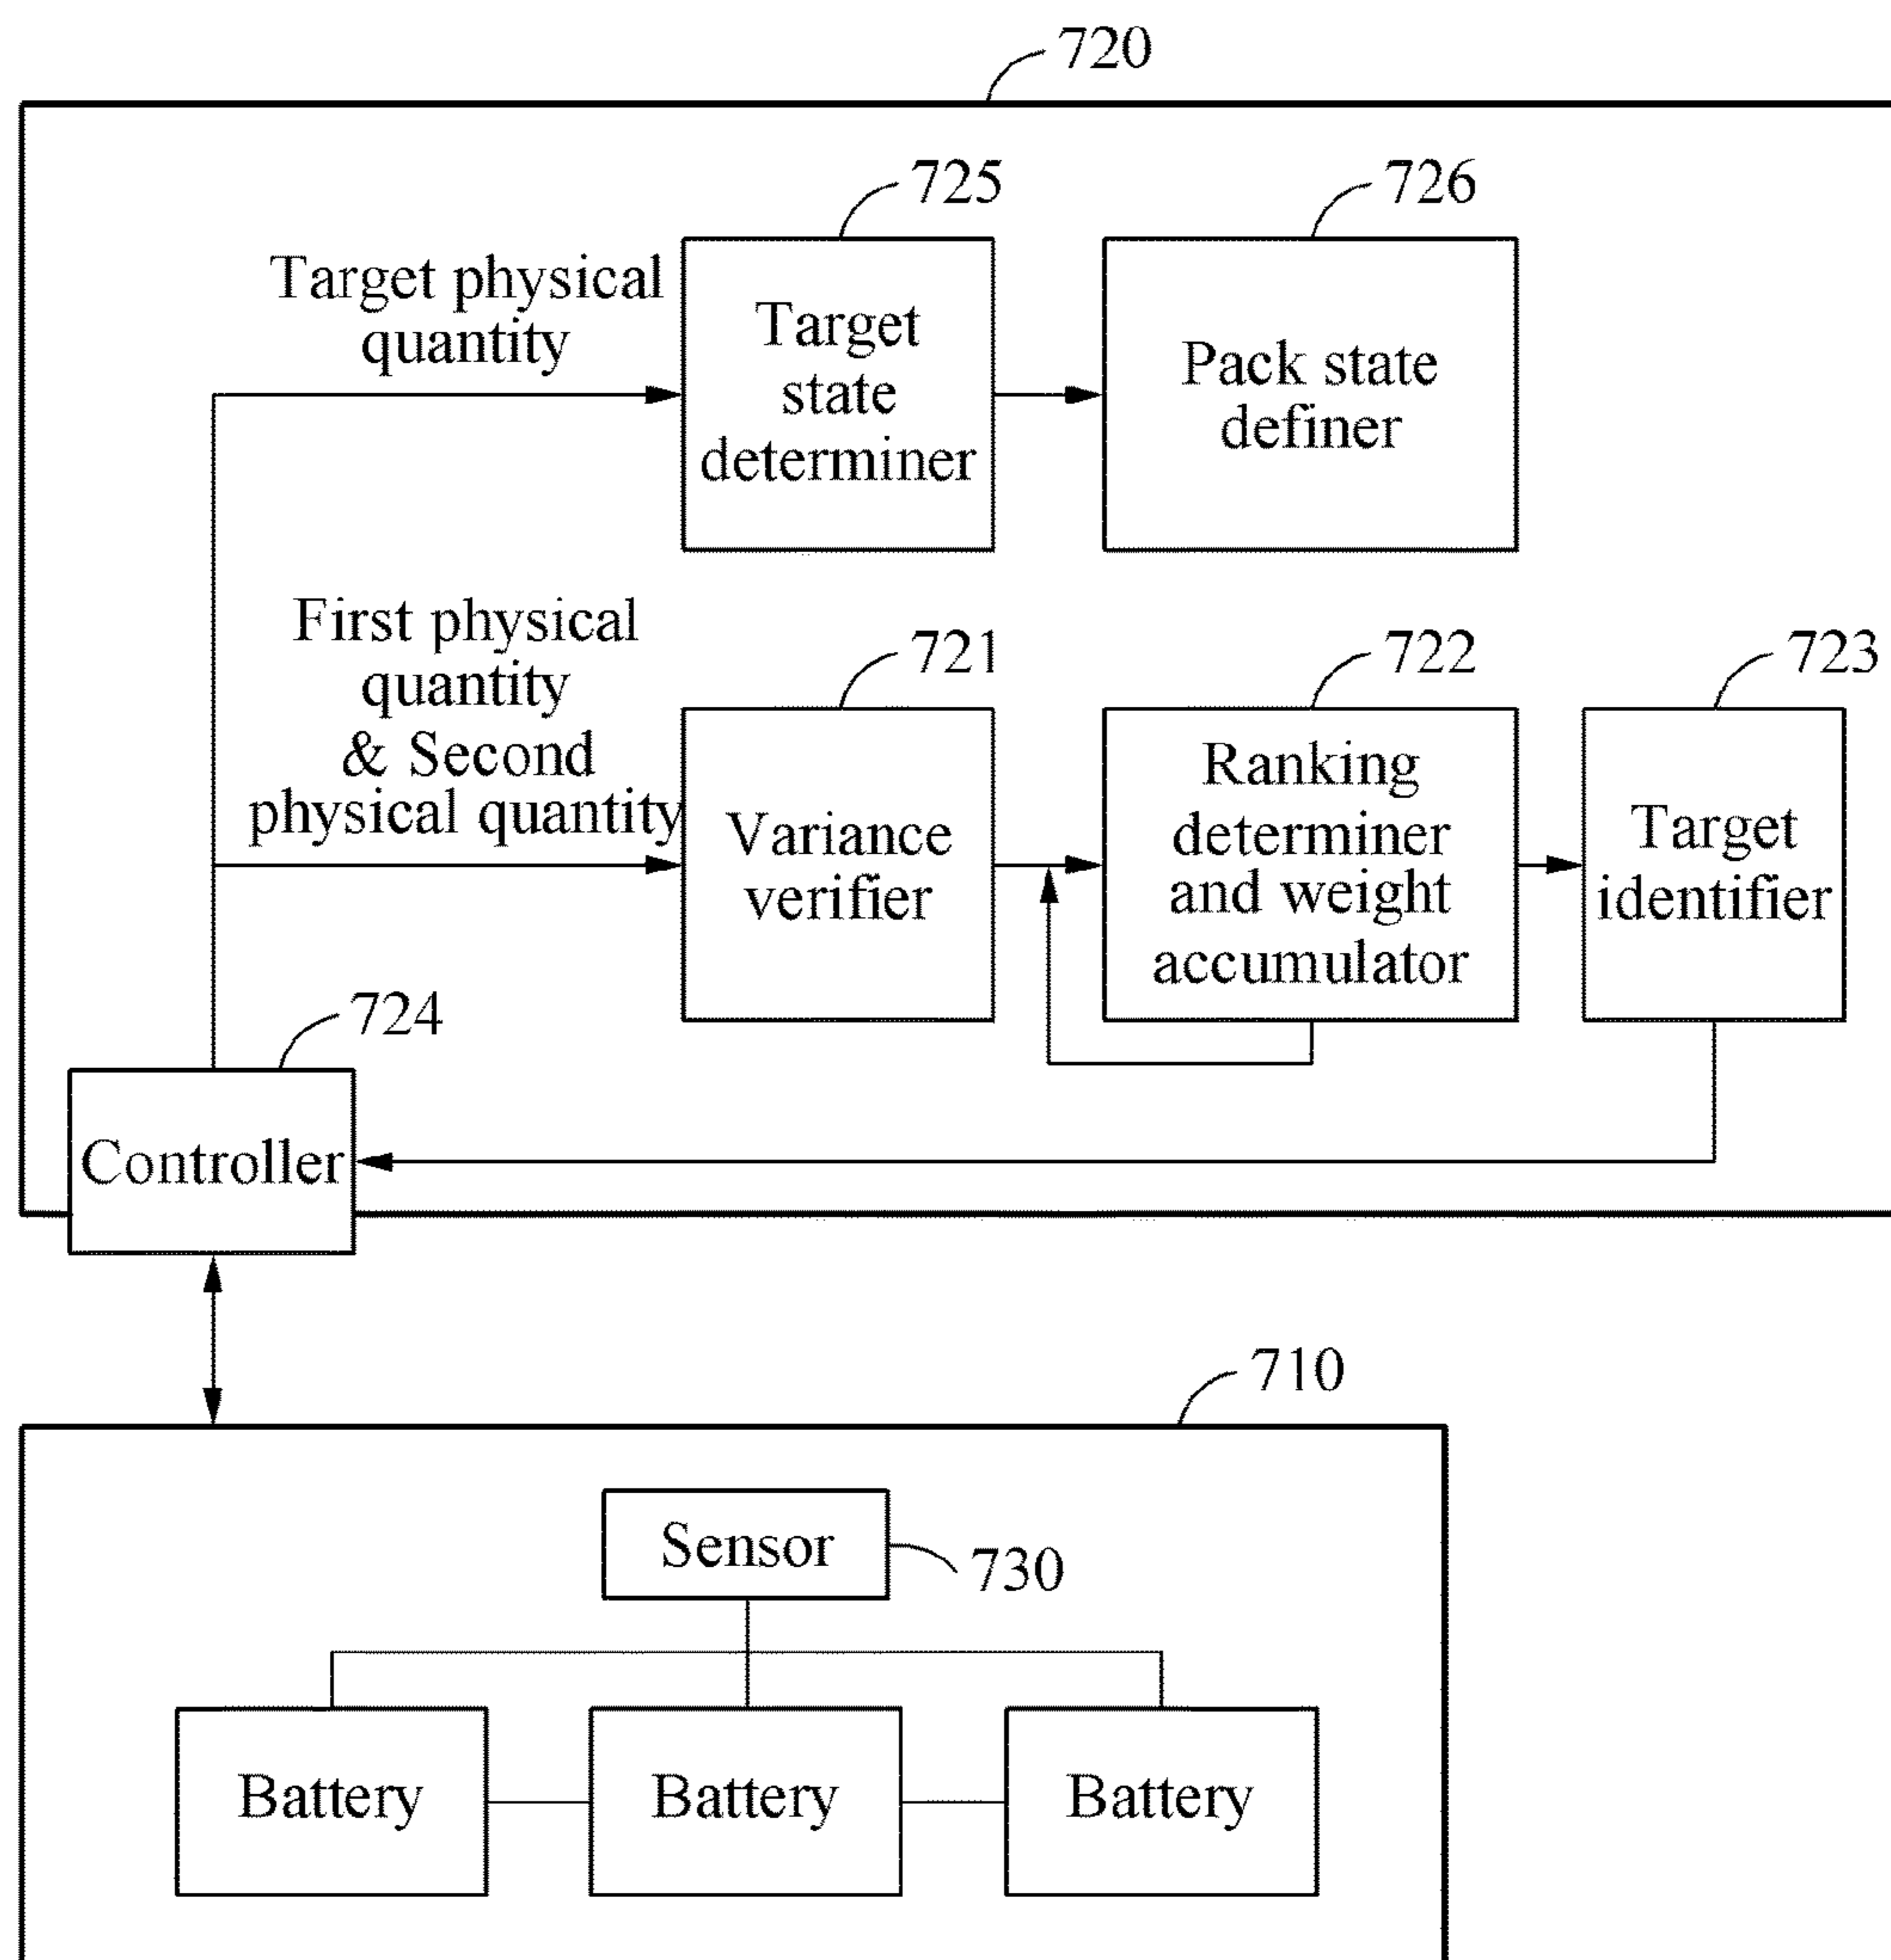 720
725
726
Target physical
quantity
Target
state
determiner
Pack state
definer
First physical
quantity
& Second
physical quantity
721
722
723
Variance
verifier
Ranking
determiner
and weight
accumulator
Target
identifier
724
Controller
710
Sensor
730
Battery
Battery
Battery